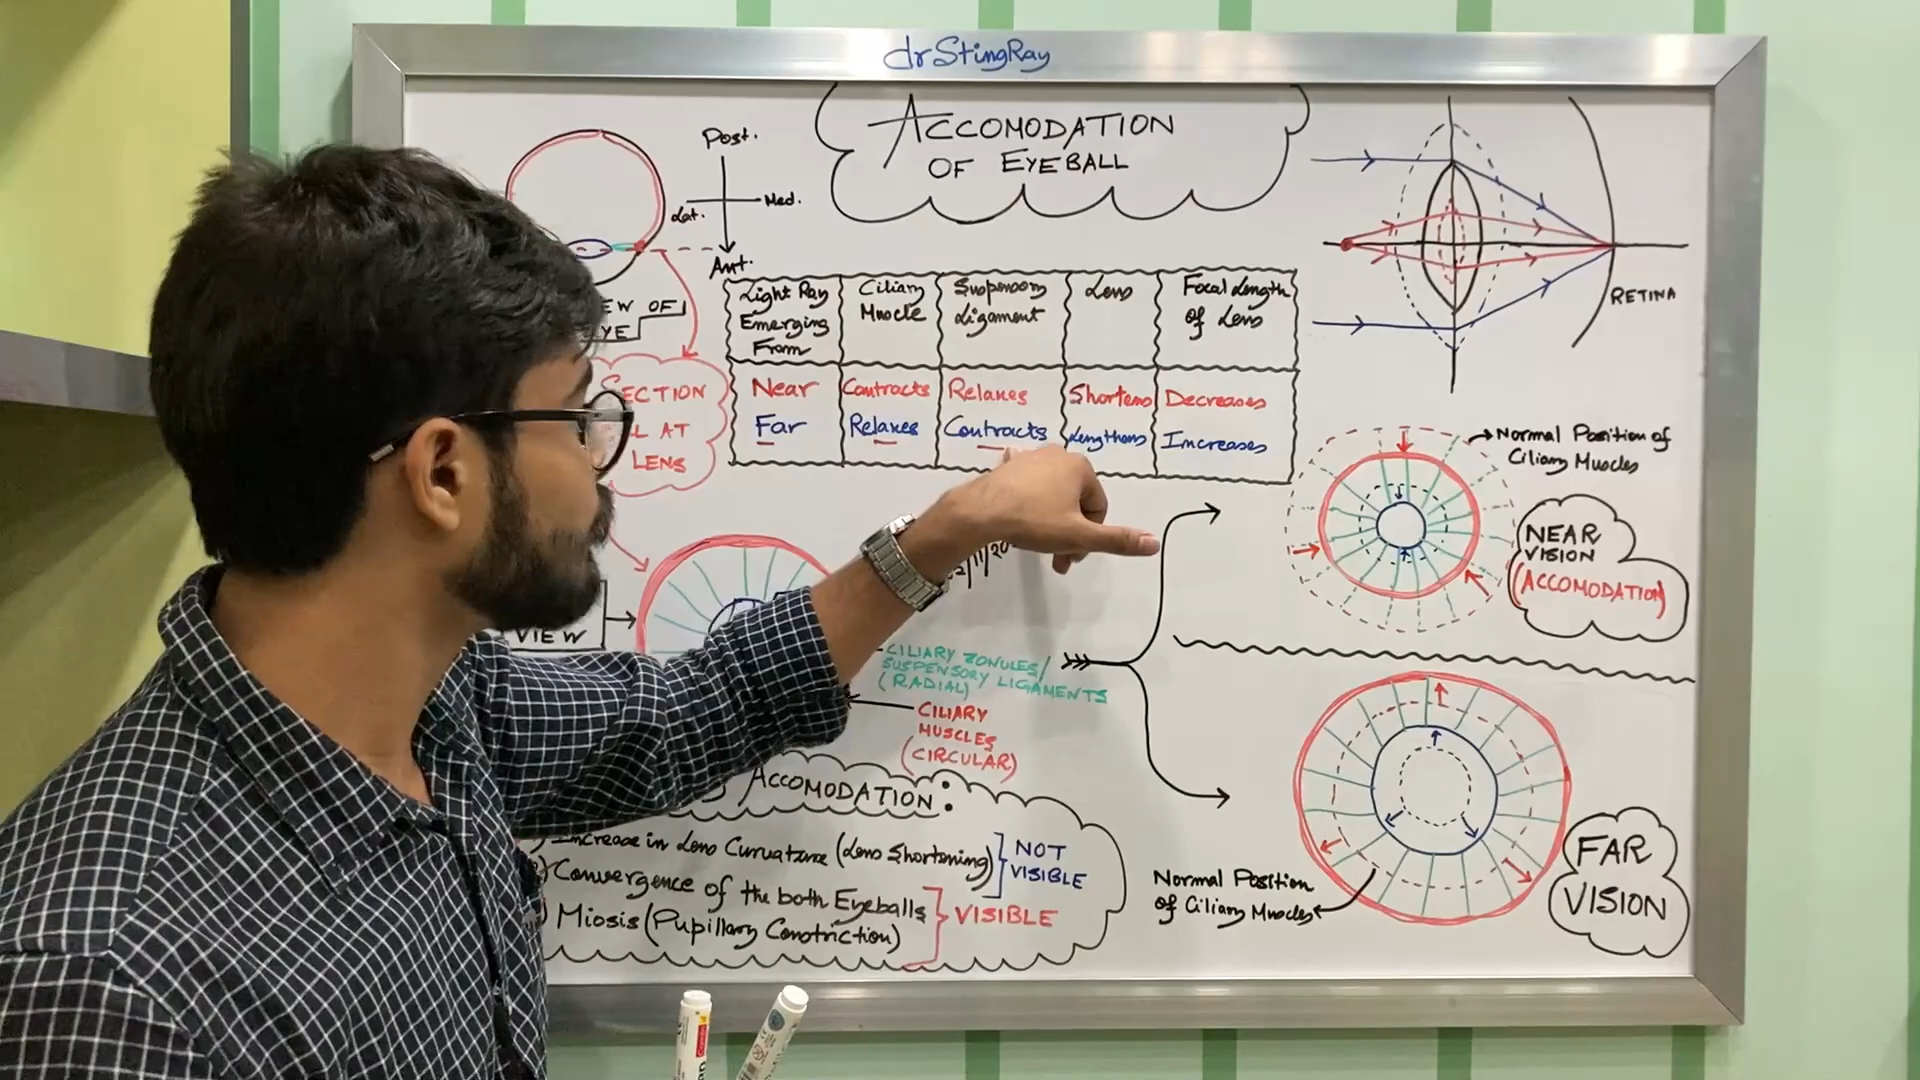 drStingRay
ACCOMODATION
OF EYEBALL
Post.
Lat.
Med.
Ant.
EW OF
YE
SECTION
L AT
LENS
Light Ray
Emerging
From
Ciliary
Muscle
Suspensory
Ligament
Lens
Focal Length
of Lens
Near
Contracts
Relaxes
Shortens
Decreases
Far
Relaxes
Contracts
Lengthens
Increases
RETINA
Normal Position of
Ciliary Muscles
NEAR
VISION
(ACCOMODATION)
VIEW
CILIARY ZONULES/
SUSPENSORY LIGAMENTS
(RADIAL)
CILIARY
MUSCLES
(CIRCULAR)
ACCOMODATION:
Increase in Lens Curvature (Lens Shortening)
NOT
VISIBLE
Convergence of the both Eyeballs
Miosis (Pupillary Constriction)
VISIBLE
Normal Position
of Ciliary Muscles
FAR
VISION